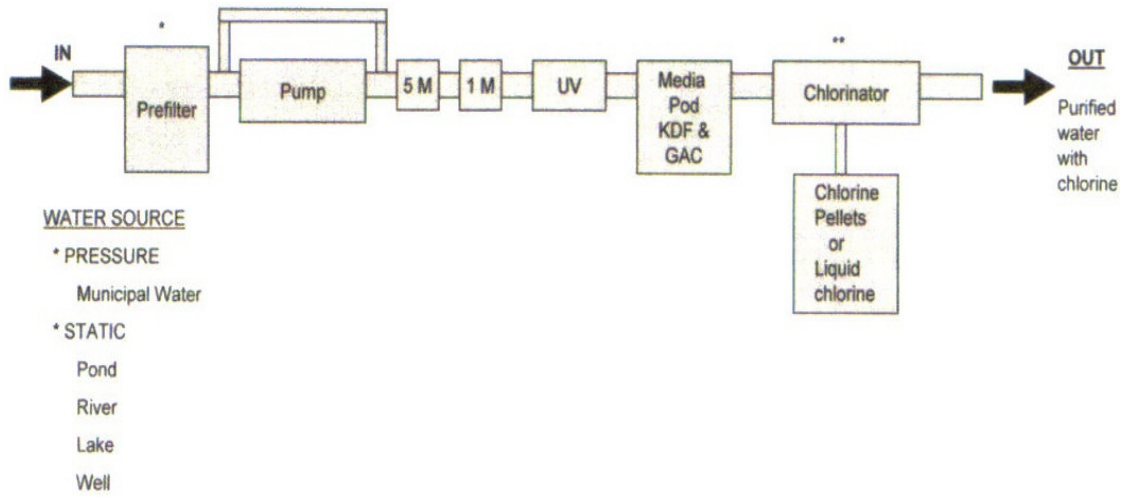 *
**
IN
OUT
Prefilter
Pump
5 M
1 M
UV
Media
Pod
KDF &
GAC
Chlorinator
Purified
water
with
chlorine
Chlorine
Pellets
or
Liquid
chlorine
WATER SOURCE
* PRESSURE
Municipal Water
* STATIC
Pond
River
Lake
Well